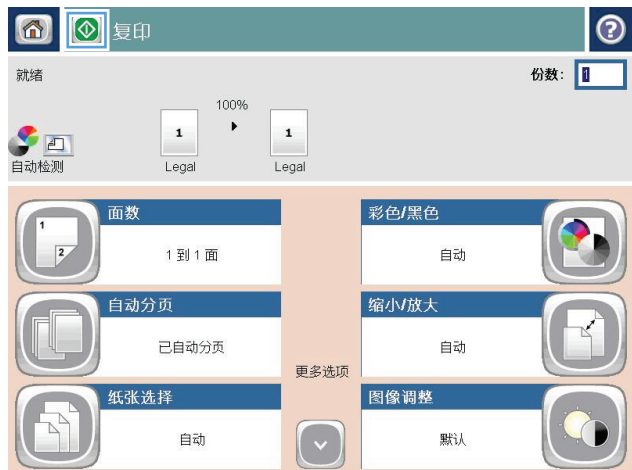 复印
就绪
份数: 1
100%
1
1
自动检测
Legal
Legal
面数
1
2
1 到 1 面
彩色/黑色
自动
自动分页
已自动分页
缩小/放大
自动
更多选项
纸张选择
自动
图像调整
默认